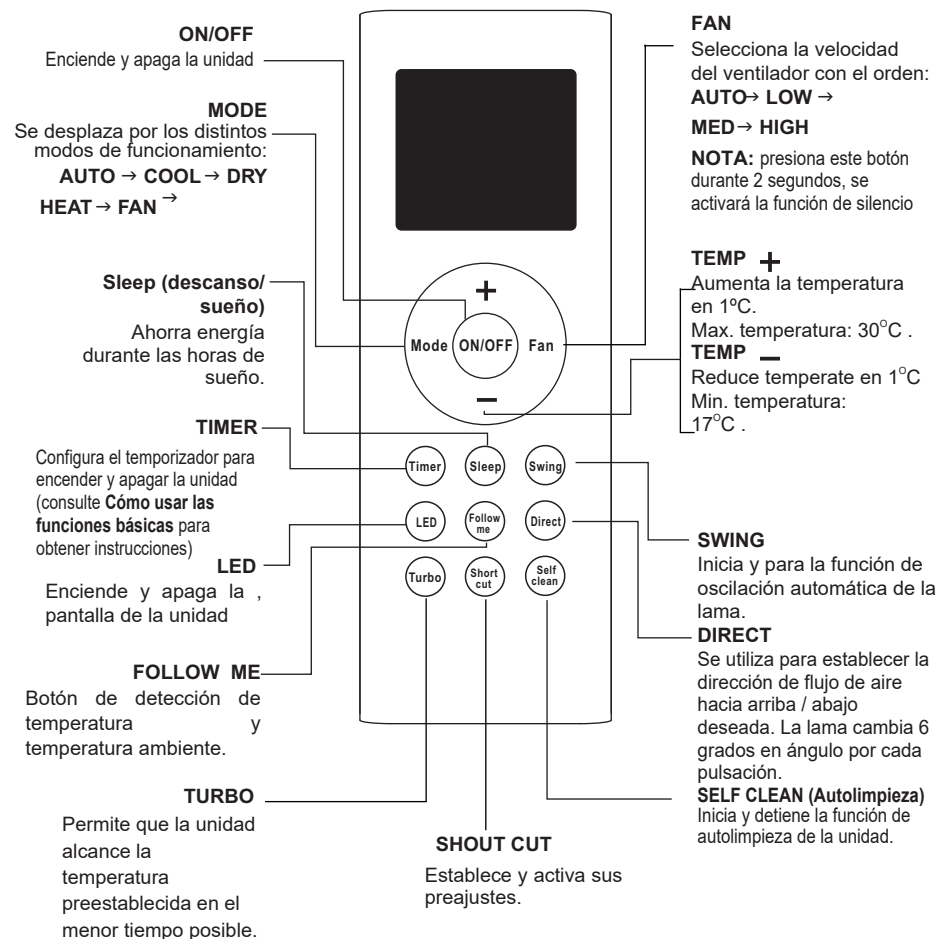 ON/OFF
Enciende y apaga la unidad
MODE
Se desplaza por los distintos
modos de funcionamiento:
AUTO → COOL → DRY
HEAT → FAN →
Sleep (descanso/
sueño)
Ahorra energía
durante las horas de
sueño.
TIMER
Configura el temporizador para
encender y apagar la unidad
(consulte Cómo usar las
funciones básicas para
obtener instrucciones)
LED
Enciende y apaga la ,
pantalla de la unidad
FOLLOW ME
Botón de detección de
temperatura y
temperatura ambiente.
TURBO
Permite que la unidad
alcance la
temperatura
preestablecida en el
menor tiempo posible.
+
Mode ON/OFF Fan
−
Timer Sleep Swing
LED Follow me Direct
Turbo Short cut Self clean
SHOUT CUT
Establece y activa sus
preajustes.
FAN
Selecciona la velocidad
del ventilador con el orden:
AUTO→ LOW →
MED→ HIGH
NOTA: presiona este botón
durante 2 segundos, se
activará la función de silencio
TEMP +
Aumenta la temperatura
en 1ºC.
Max. temperatura: 30°C .
TEMP −
Reduce temperate en 1°C
Min. temperatura:
17°C .
SWING
Inicia y para la función de
oscilación automática de la
lama.
DIRECT
Se utiliza para establecer la
dirección de flujo de aire
hacia arriba / abajo
deseada. La lama cambia 6
grados en ángulo por cada
pulsación.
SELF CLEAN (Autolimpieza)
Inicia y detiene la función de
autolimpieza de la unidad.